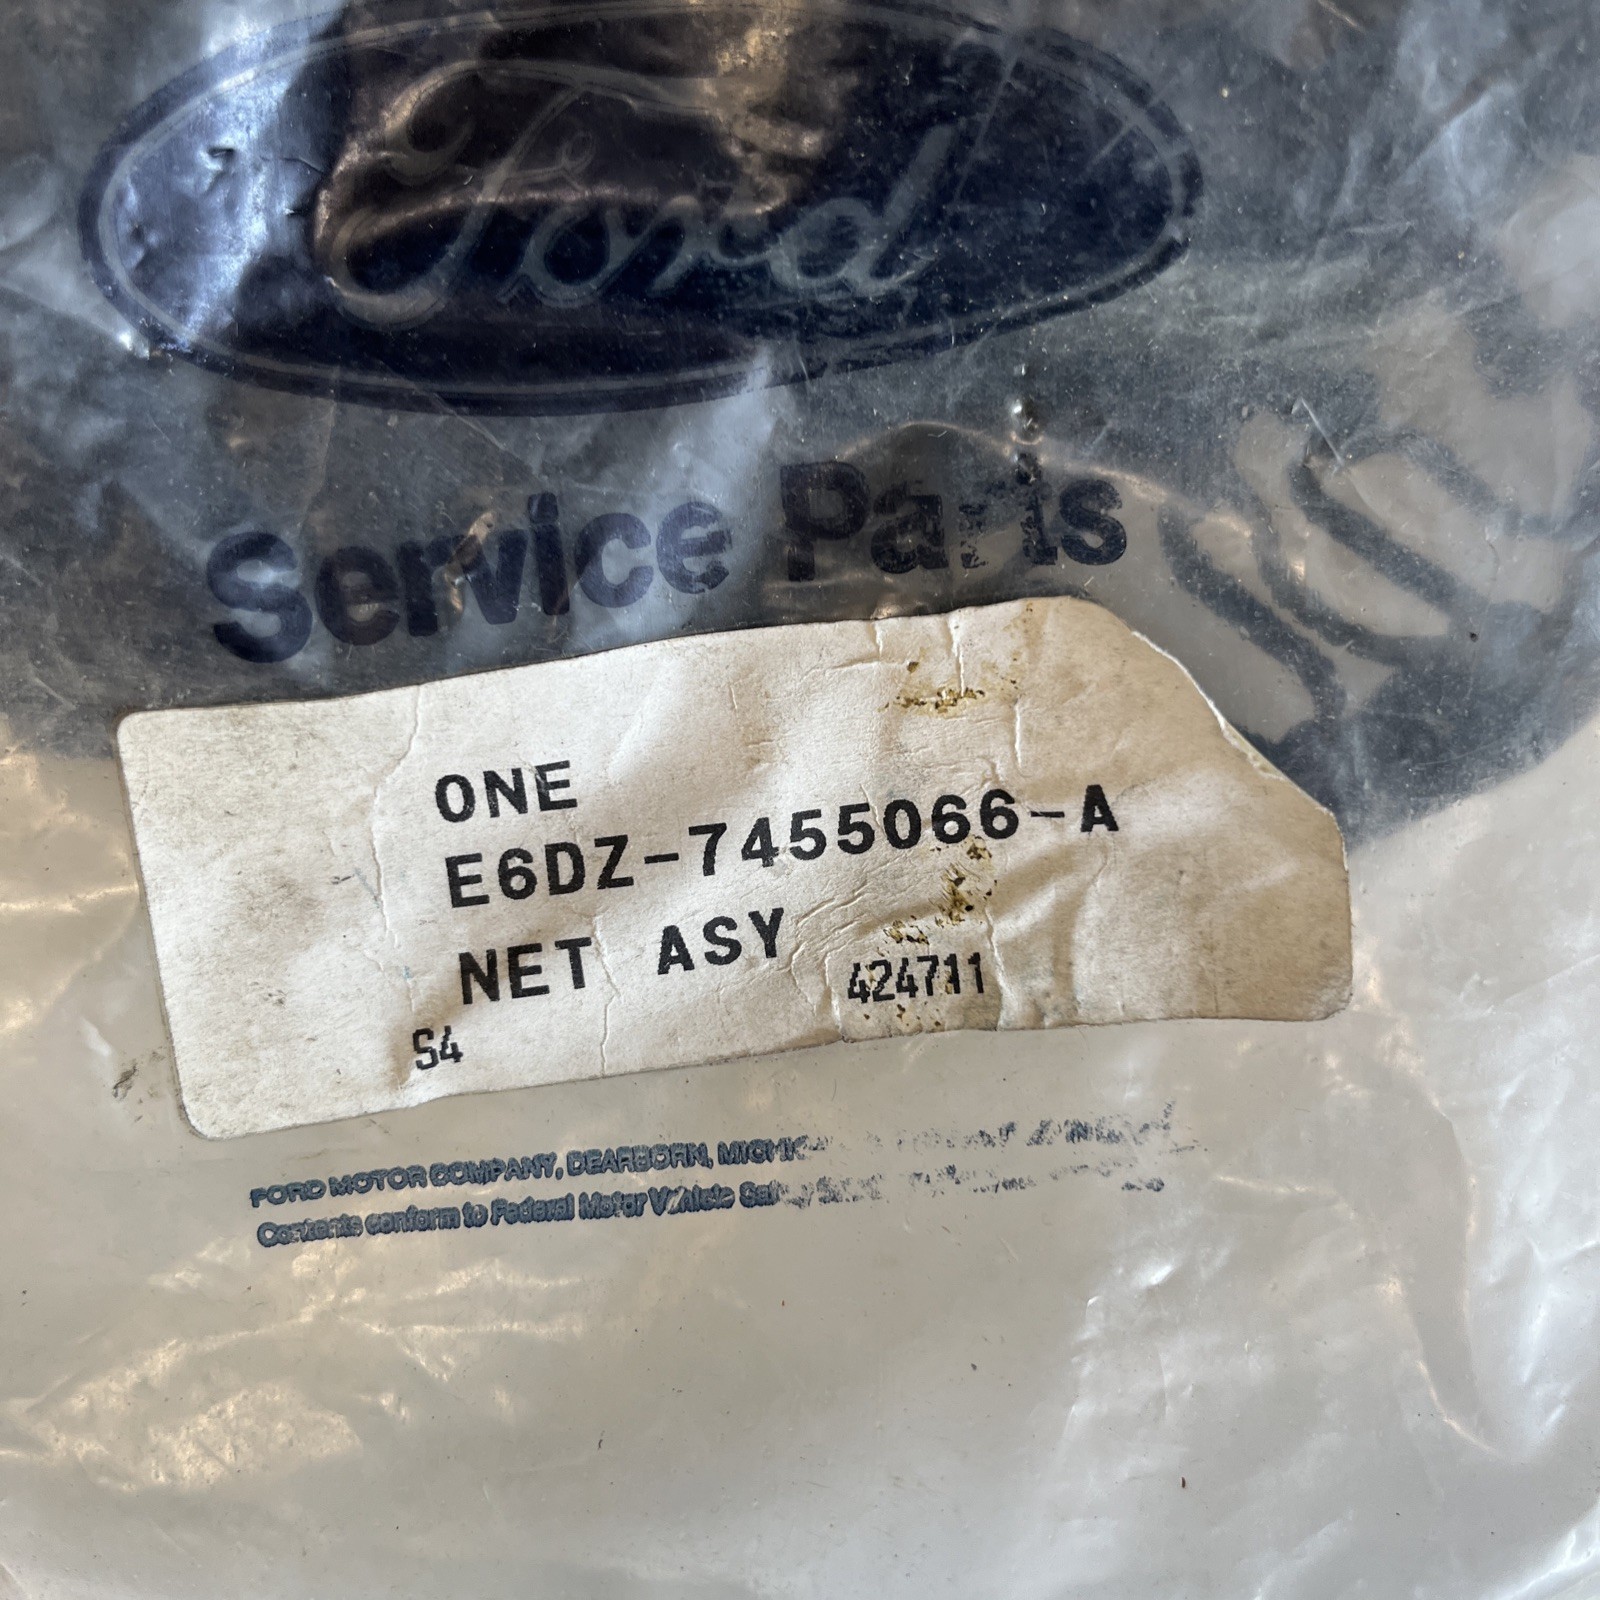 Ford
Service Parts
ONE
E6DZ-7455066-A
NET ASY
424711
S4
FORD MOTOR COMPANY, DEARBORN,
Contents conform to Federal Motor Vehicle